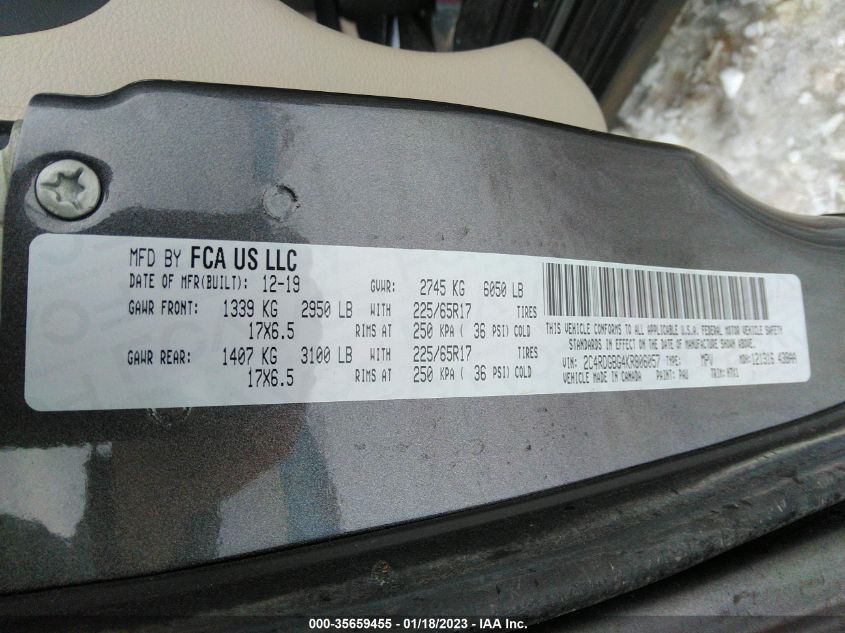 MFD BY FCA US LLC
DATE OF MFR(BUILT): 12-19 GVWR: 2745 KG 6050 LB
GAWR FRONT: 1339 KG 2950 LB WITH 225/65R17 TIRES
17X6.5 RIMS AT 250 KPA ( 36 PSI) COLD
GAWR REAR: 1407 KG 3100 LB WITH 225/65R17 TIRES
17X6.5 RIMS AT 250 KPA ( 36 PSI) COLD
THIS VEHICLE CONFORMS TO ALL APPLICABLE U.S.A. FEDERAL MOTOR VEHICLE SAFETY
STANDARDS IN EFFECT ON THE DATE OF MANUFACTURE SHOWN ABOVE.
VIN: TYPE: MPV MDH:
VEHICLE MADE IN CANADA PAINT: PAU TRIM:
000-35659455 / 01/18/2023 / IAA Inc.